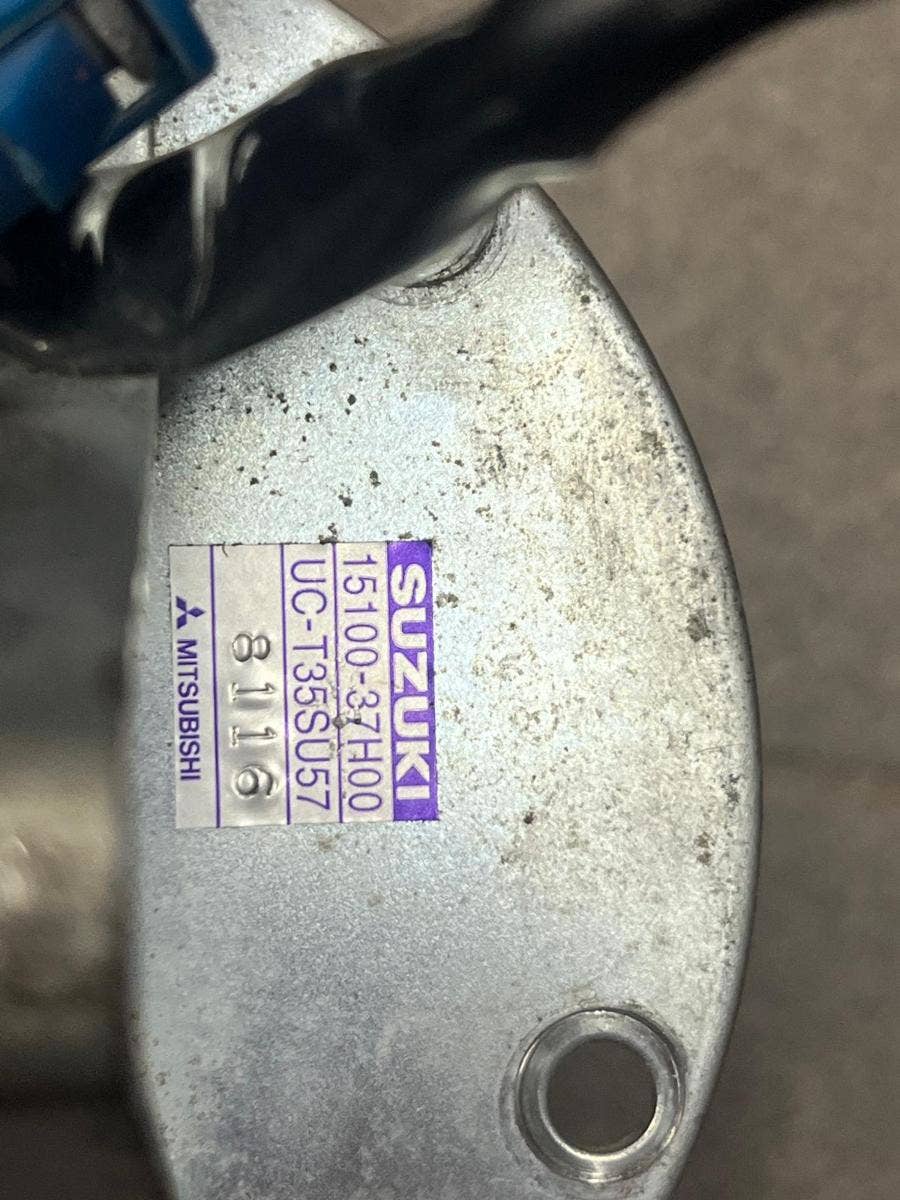 SUZUKI
15100-37H00
UC-T35SU57
8116
MITSUBISHI